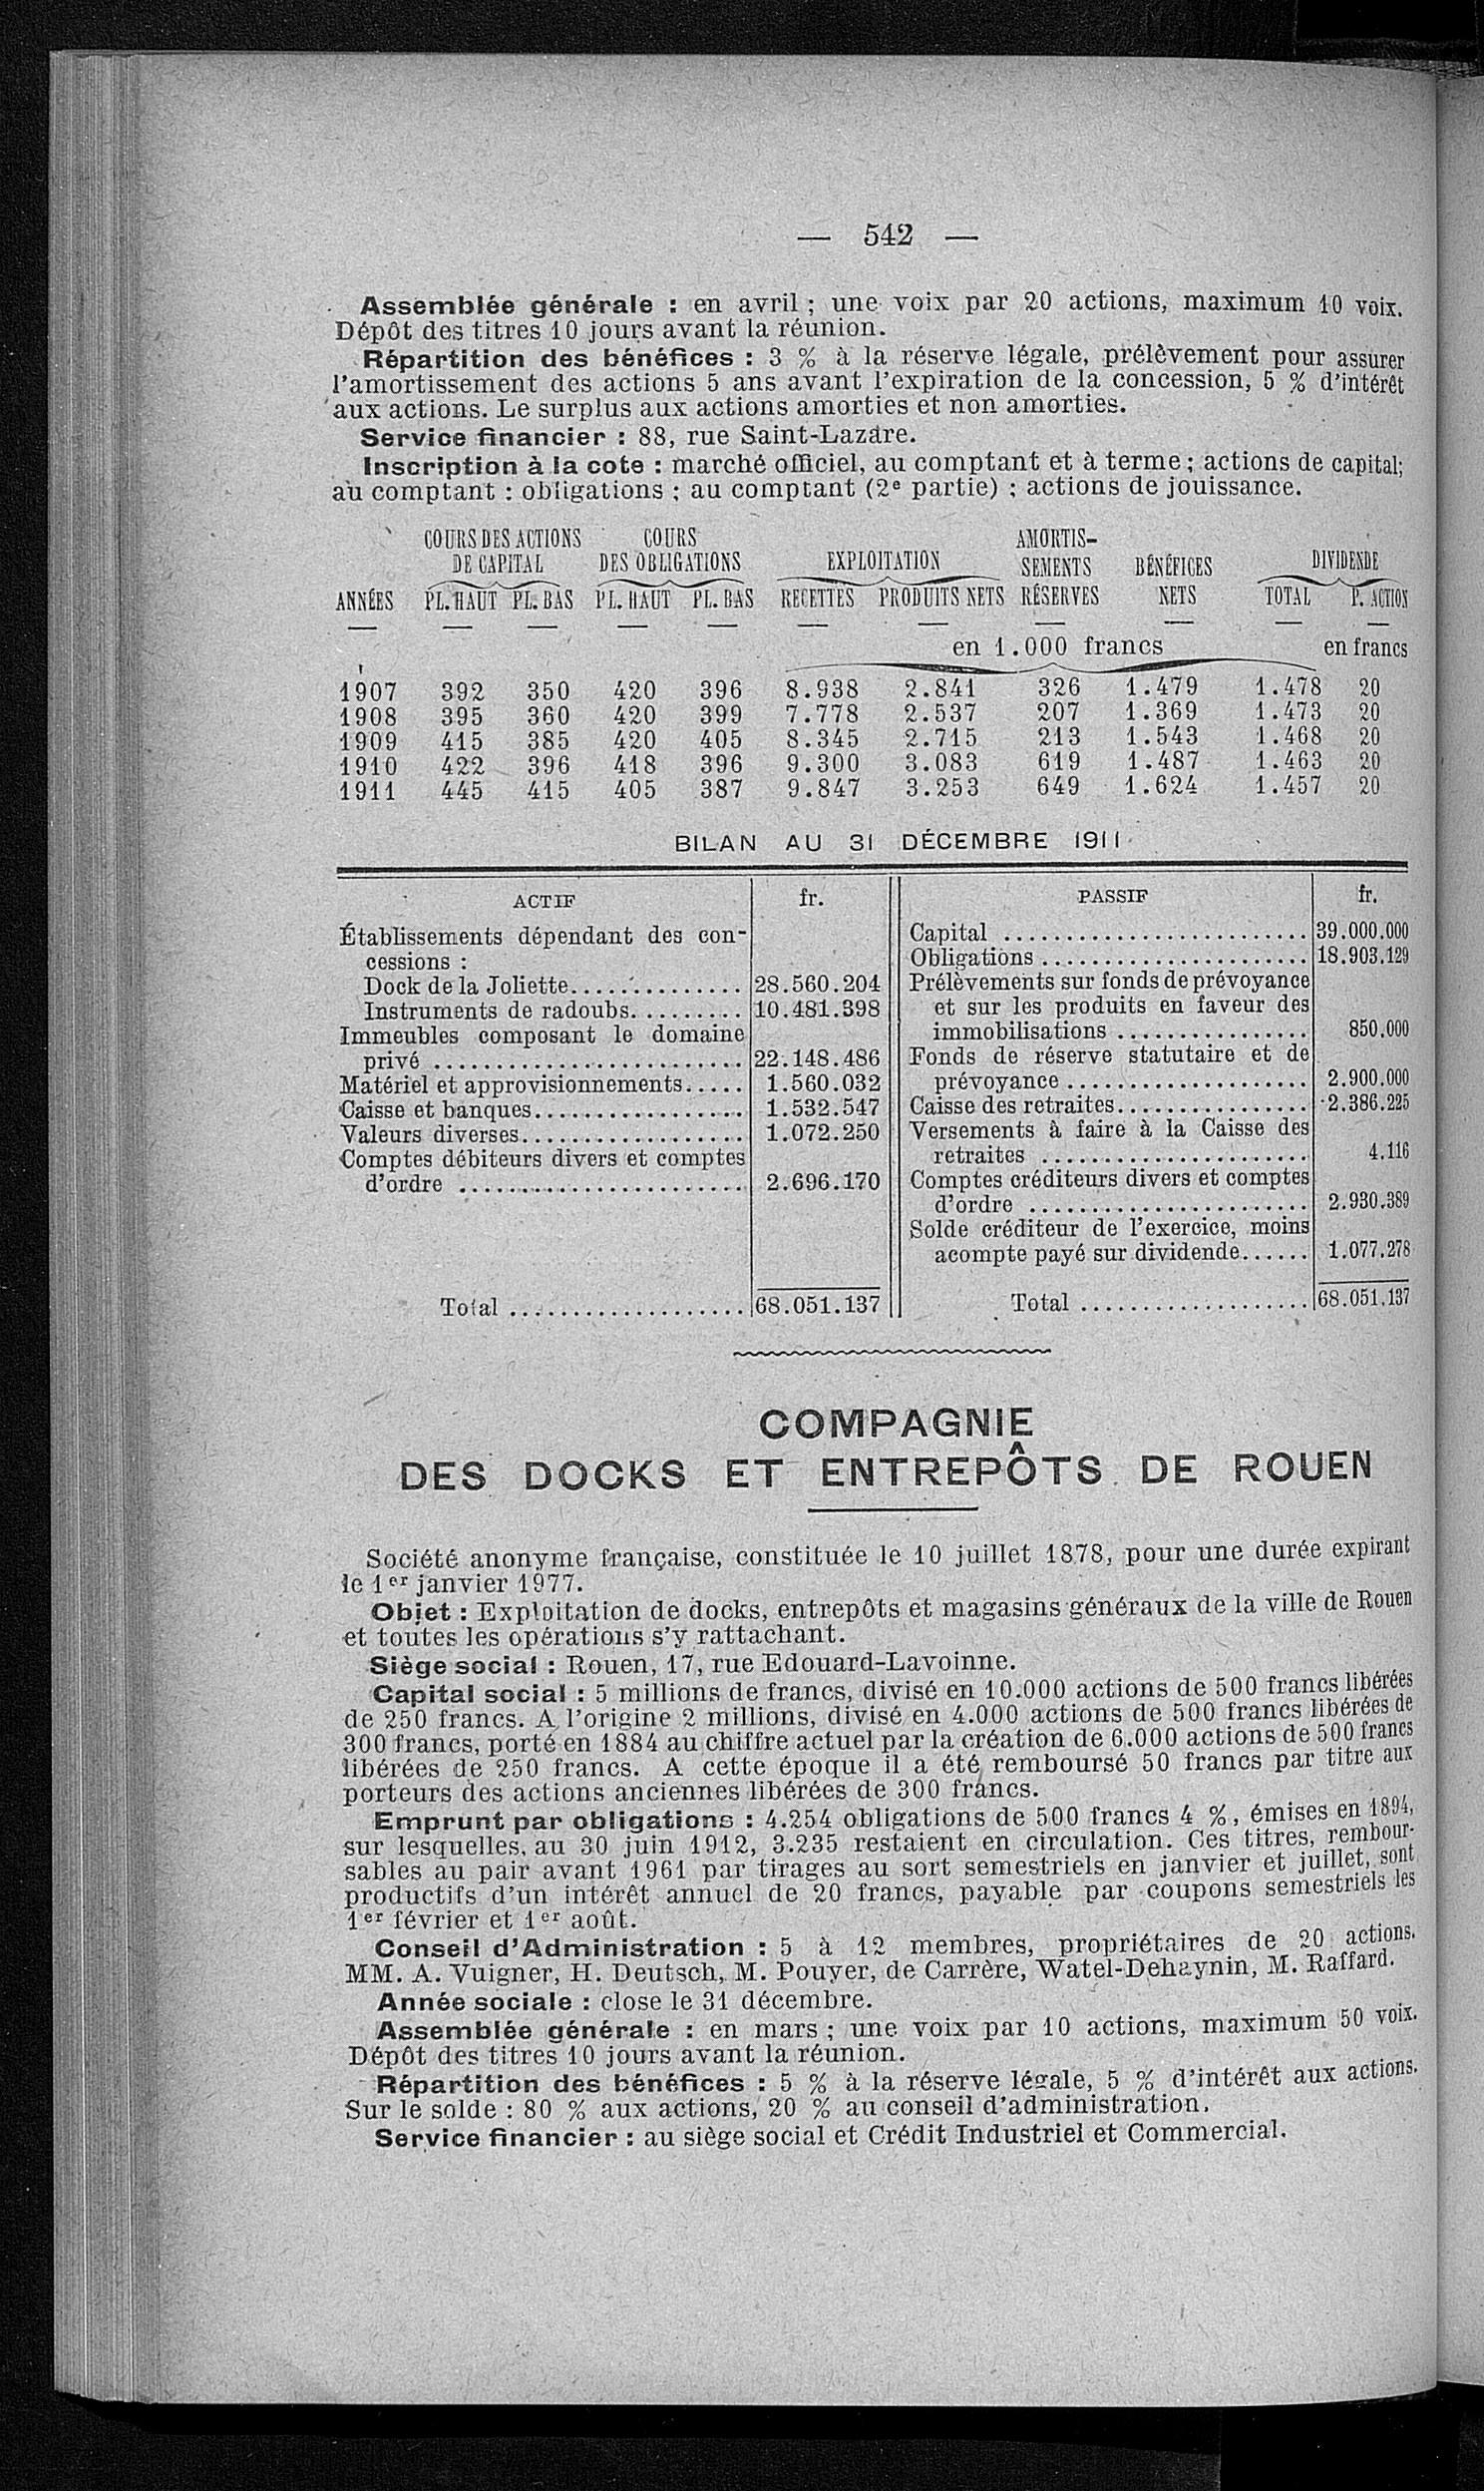 — 542 —
Assemblée générale : en avril ; une voix par 20 actions, maximum 10 voix.
Dépôt des titres 10 jours avant la réunion.
Répartition des bénéfices : 3 % à la réserve légale, prélèvement pour assurer
l'amortissement des actions 5 ans avant l'expiration de la concession, 5 % d'intérêt
aux actions. Le surplus aux actions amorties et non amorties.
Service financier : 88, rue Saint-Lazare.
Inscription à la cote : marché officiel, au comptant et à terme ; actions de capital;
au comptant : obligations ; au comptant (2e partie) ; actions de jouissance.
COURS DES ACTIONS COURS AMORTIS-
DE CAPITAL DES OBLIGATIONS EXPLOITATION SEMENTS BÉNÉFICES DIVIDENDE
ANNÉES PL. HAUT PL. BAS PL. HAUT PL. BAS RECETTES PRODUITS NETS RÉSERVES NETS TOTAL P. ACTION
— — — — — — — — — — —
en 1.000 francs en francs
1907 392 350 420 396 8.938 2.841 326 1.479 1.478 20
1908 395 360 420 399 7.778 2.537 207 1.369 1.473 20
1909 415 385 420 405 8.345 2.715 213 1.543 1.468 20
1910 422 396 418 396 9.300 3.083 619 1.487 1.463 20
1911 445 415 405 387 9.847 3.253 649 1.624 1.457 20
BILAN AU 31 DÉCEMBRE 1911
ACTIF fr.
Établissements dépendant des con-
cessions :
Dock de la Joliette.............. 28.560.204
Instruments de radoubs......... 10.481.398
Immeubles composant le domaine
privé ......................... 22.148.486
Matériel et approvisionnements..... 1.560.032
Caisse et banques................. 1.532.547
Valeurs diverses.................. 1.072.250
Comptes débiteurs divers et comptes
d'ordre ....................... 2.696.170
Total ................... 68.051.137
PASSIF fr.
Capital ......................... 39.000.000
Obligations ...................... 18.903.129
Prélèvements sur fonds de prévoyance
et sur les produits en faveur des
immobilisations ................ 850.000
Fonds de réserve statutaire et de
prévoyance .................... 2.900.000
Caisse des retraites................ 2.386.225
Versements à faire à la Caisse des
retraites ...................... 4.116
Comptes créditeurs divers et comptes
d'ordre ....................... 2.930.389
Solde créditeur de l'exercice, moins
acompte payé sur dividende...... 1.077.278
Total ................... 68.051.137
COMPAGNIE
DES DOCKS ET ENTREPÔTS DE ROUEN
Société anonyme française, constituée le 10 juillet 1878, pour une durée expirant
le 1er janvier 1977.
Objet : Exploitation de docks, entrepôts et magasins généraux de la ville de Rouen
et toutes les opérations s'y rattachant.
Siège social : Rouen, 17, rue Edouard-Lavoinne.
Capital social : 5 millions de francs, divisé en 10.000 actions de 500 francs libérées
de 250 francs. A l'origine 2 millions, divisé en 4.000 actions de 500 francs libérées de
300 francs, porté en 1884 au chiffre actuel par la création de 6.000 actions de 500 francs
libérées de 250 francs. A cette époque il a été remboursé 50 francs par titre aux
porteurs des actions anciennes libérées de 300 francs.
Emprunt par obligations : 4.254 obligations de 500 francs 4 %, émises en 1894,
sur lesquelles, au 30 juin 1912, 3.235 restaient en circulation. Ces titres, rembour-
sables au pair avant 1961 par tirages au sort semestriels en janvier et juillet, sont
productifs d'un intérêt annuel de 20 francs, payable par coupons semestriels les
1er février et 1er août.
Conseil d'Administration : 5 à 12 membres, propriétaires de 20 actions.
MM. A. Vuigner, H. Deutsch, M. Pouyer, de Carrère, Watel-Dehaynin, M. Raffard.
Année sociale : close le 31 décembre.
Assemblée générale : en mars ; une voix par 10 actions, maximum 50 voix.
Dépôt des titres 10 jours avant la réunion.
Répartition des bénéfices : 5 % à la réserve légale, 5 % d'intérêt aux actions.
Sur le solde : 80 % aux actions, 20 % au conseil d'administration.
Service financier : au siège social et Crédit Industriel et Commercial.